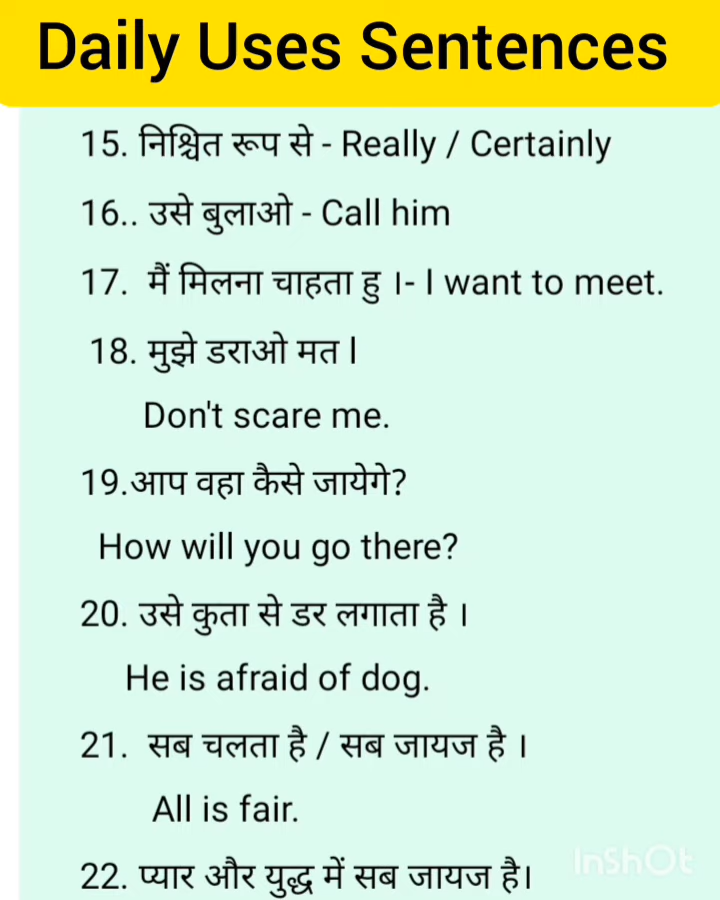 Daily Uses Sentences
15. निश्चित रूप से - Really / Certainly
16.. उसे बुलाओ - Call him
17. मैं मिलना चाहता हु ।- I want to meet.
18. मुझे डराओ मत l
Don't scare me.
19.आप वहा कैसे जायेगे?
How will you go there?
20. उसे कुता से डर लगाता है ।
He is afraid of dog.
21. सब चलता है / सब जायज है ।
All is fair.
22. प्यार और युद्ध में सब जायज है।
InShOt